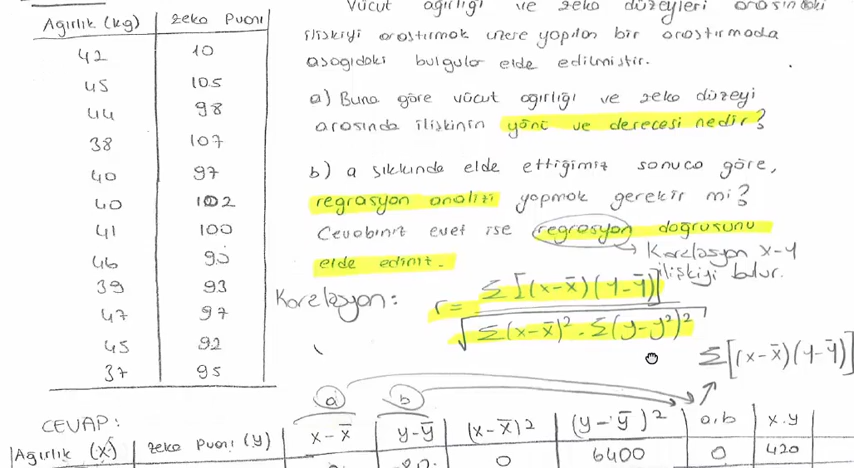 Vücut ağırlığı ve zeka düzeyleri arasındaki
ilişkiyi araştırmak üzere yapılan bir araştırmada
aşağıdaki bulgular elde edilmiştir.
a) Buna göre vücut ağırlığı ve zeka düzeyi
arasında ilişkinin yönü ve derecesi nedir?
b) a şıkkında elde ettiğimiz sonuca göre,
regrasyon analizi yapmak gerekir mi?
Cevabınız evet ise regrasyon doğrusunu
elde ediniz.
→ Korelasyon x-y
ilişkiyi bulur.
Ağırlık (kg) | zeka Puanı
42 | 10
45 | 105
44 | 98
38 | 107
40 | 97
40 | 102
41 | 100
46 |
39 | 93
47 | 97
45 | 92
37 | 95
Korelasyon: r = Σ[(x-x̄)(y-ȳ)] / √Σ(x-x̄)² . Σ(y-y²)²
Σ[(x-x̄)(y-ȳ)]
CEVAP:
a b
Ağırlık (x) | zeka Puanı (y) | x-x̄ | y-ȳ | (x-x̄)2 | (y-ȳ)2 | a.b | x.y
0 | 6400 | 0 | 420